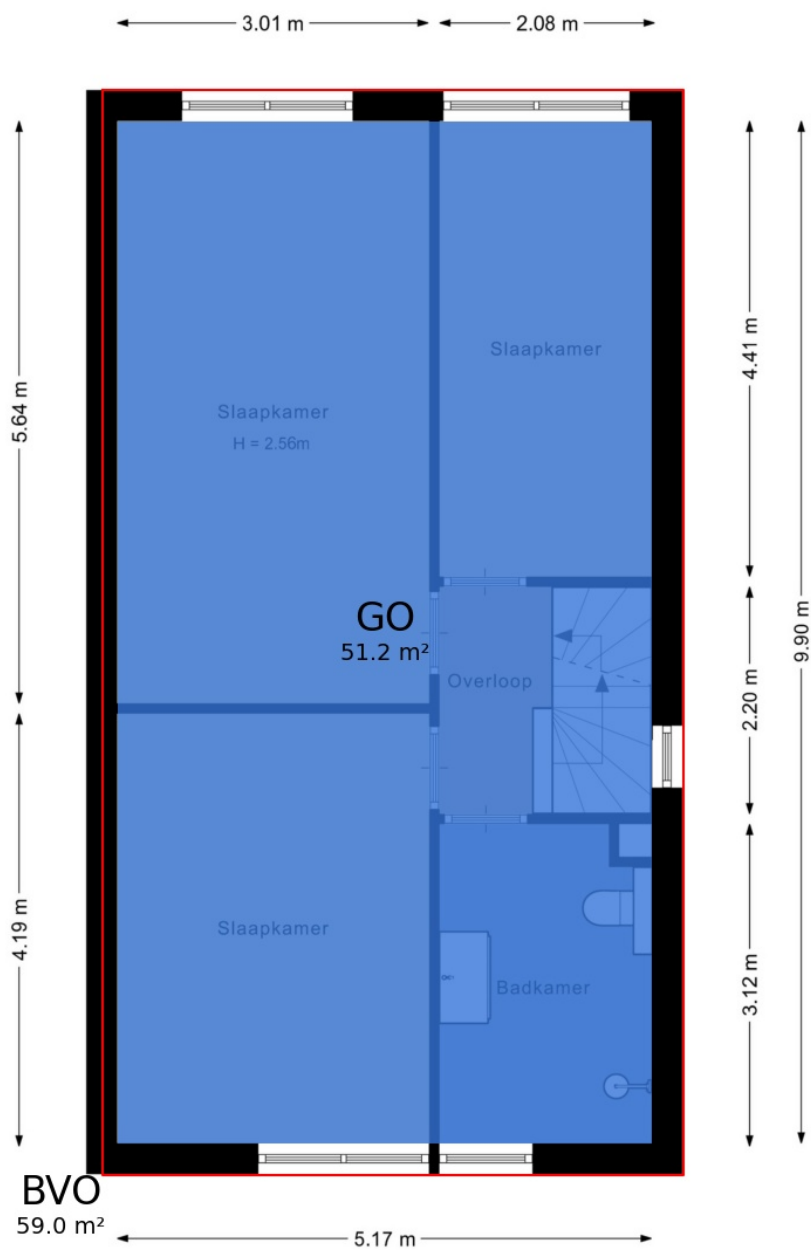 3.01 m
2.08 m
5.64 m
4.41 m
9.90 m
Slaapkamer
Slaapkamer
H = 2.56m
GO
51.2 m²
Overloop
2.20 m
4.19 m
Slaapkamer
Badkamer
3.12 m
BVO
59.0 m²
5.17 m